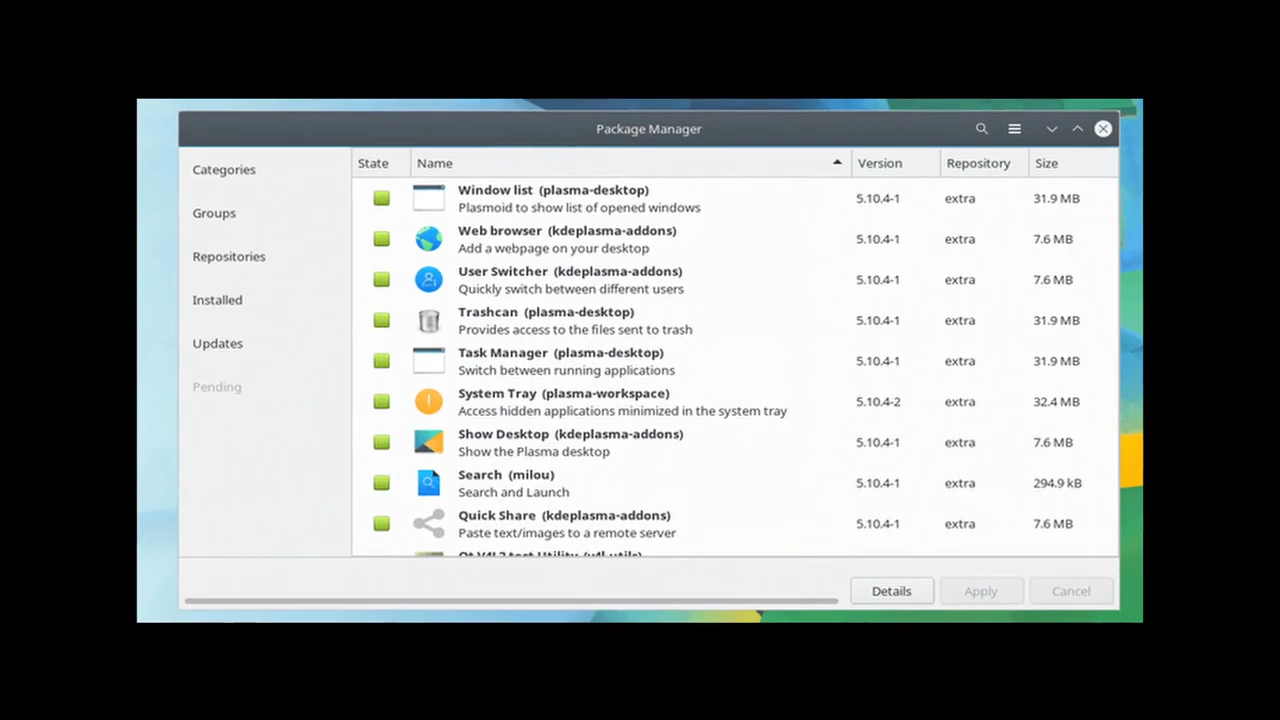 Package Manager
Categories
Groups
Repositories
Installed
Updates
Pending
State Name Version Repository Size
Window list (plasma-desktop)
Plasmoid to show list of opened windows
5.10.4-1 extra 31.9 MB
Web browser (kdeplasma-addons)
Add a webpage on your desktop
5.10.4-1 extra 7.6 MB
User Switcher (kdeplasma-addons)
Quickly switch between different users
5.10.4-1 extra 7.6 MB
Trashcan (plasma-desktop)
Provides access to the files sent to trash
5.10.4-1 extra 31.9 MB
Task Manager (plasma-desktop)
Switch between running applications
5.10.4-1 extra 31.9 MB
System Tray (plasma-workspace)
Access hidden applications minimized in the system tray
5.10.4-2 extra 32.4 MB
Show Desktop (kdeplasma-addons)
Show the Plasma desktop
5.10.4-1 extra 7.6 MB
Search (milou)
Search and Launch
5.10.4-1 extra 294.9 kB
Quick Share (kdeplasma-addons)
Paste text/images to a remote server
5.10.4-1 extra 7.6 MB
Qt V4L2 test Utility (v4l-utils)
Details Apply Cancel